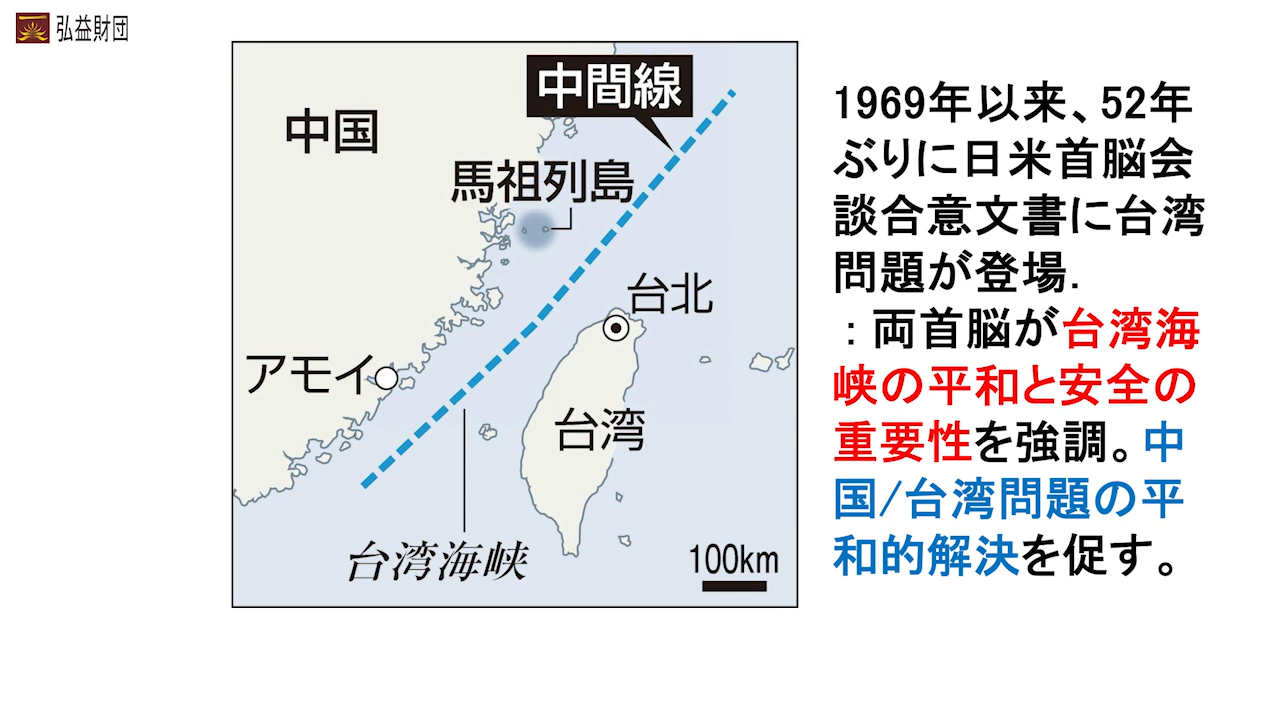 弘益財団
中間線
中国
馬祖列島
台北
アモイ
台湾
台湾海峡
100km
1969年以来、52年
ぶりに日米首脳会
談合意文書に台湾
問題が登場.
：両首脳が台湾海
峡の平和と安全の
重要性を強調。中
国/台湾問題の平
和的解決を促す。